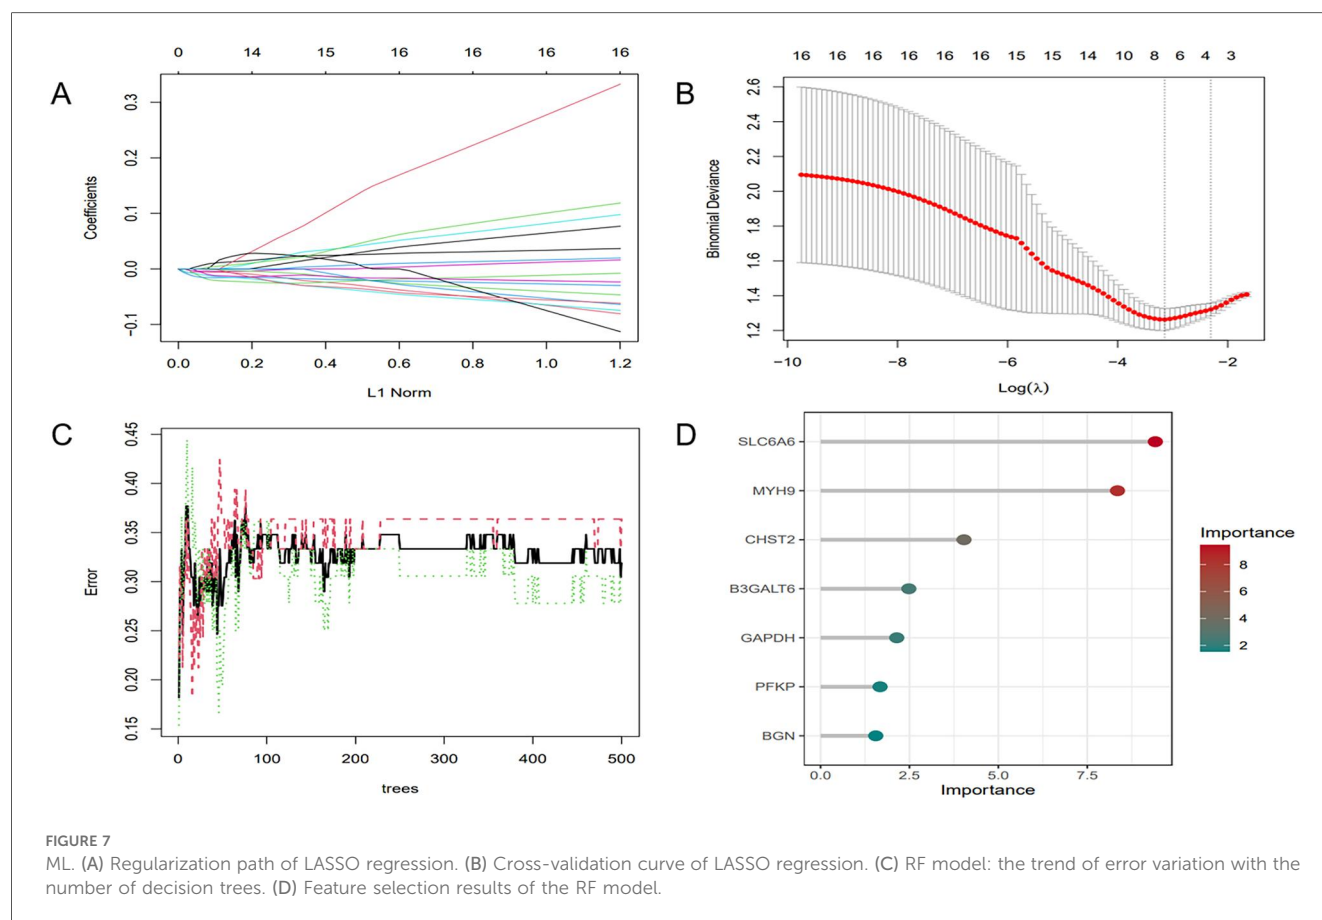 A
0 14 15 16 16 16 16
0.3
0.2
0.1
0.0
−0.1
Coefficients
0.0 0.2 0.4 0.6 0.8 1.0 1.2
L1 Norm
B
16 16 16 16 16 16 15 15 14 10 8 6 4 3
2.6
2.4
2.2
2.0
1.8
1.6
1.4
1.2
Binomial Deviance
−10 −8 −6 −4 −2
Log(λ)
C
0.45
0.40
0.35
0.30
0.25
0.20
0.15
Error
0 100 200 300 400 500
trees
D
SLC6A6
MYH9
CHST2
B3GALT6
GAPDH
PFKP
BGN
0.0 2.5 5.0 7.5
Importance
Importance
8
6
4
2
FIGURE 7
ML. (A) Regularization path of LASSO regression. (B) Cross-validation curve of LASSO regression. (C) RF model: the trend of error variation with the
number of decision trees. (D) Feature selection results of the RF model.